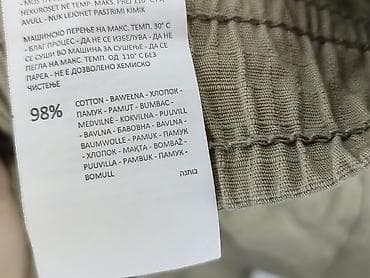 HEKUROSET NE TEMP. MAKS. PREJ 110° C,
AVULL - NUK LEJOHET PASTRIMI KIMIK
МАШИНСКО ПЕРЕЊЕ НА МАКС. ТЕМП. 30° C
- БЛАГ ПРОЦЕС - ДА НЕ СЕ ИЗБЕЛУВА - ДА НЕ
СЕ СУШИ ВО МАШИНА ЗА СУШЕЊЕ - ДА СЕ
ПЕГЛА НА МАКС. ТЕМП. ОД 110° C БЕЗ
ПАРЕА - НЕ Е ДОЗВОЛЕНО ХЕМИСКО
ЧИСТЕЊЕ
98% COTTON - BAWEŁNA - ХЛОПОК -
ПАМУК - PAMUT - BUMBAC -
MEDVILNĖ - KOKVILNA - PUUVILL
- BAVLNA - БАВОВНА - BAVLNA -
BAUMWOLLE - PAMUK - ПАМУК
- ХЛОПОК - МАКТА - BOMBAŽ -
PUUVILLA - PAMBUK - ПАМУК -
BOMULL
כותנה